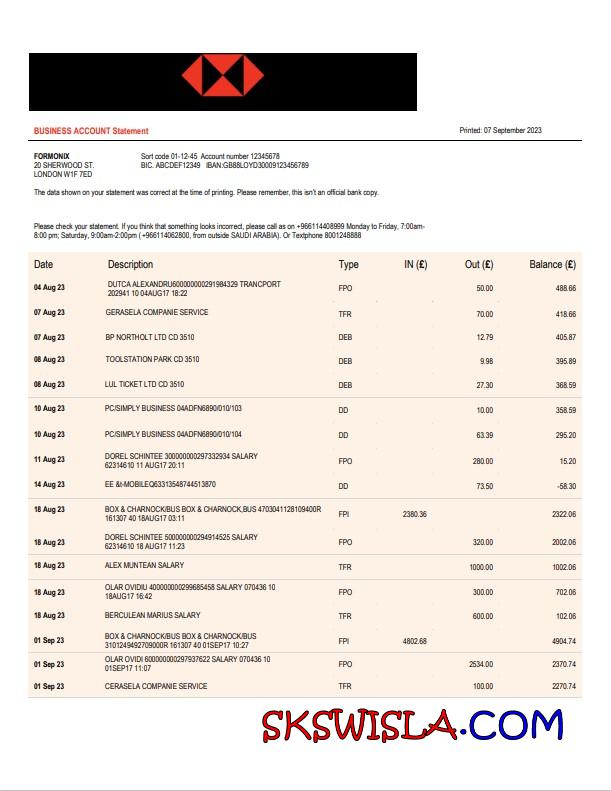 BUSINESS ACCOUNT Statement
Printed: 07 September 2023
FORMONIX
Sort code 01-12-45 Account number 12345678
20 SHERWOOD ST.
BIC. ABCDEF12349 IBAN:GB88LOYD30009123456789
LONDON W1F 7ED
The data shown on your statement was correct at the time of printing. Please remember, this isn't an official bank copy.
Please check your statement. If you think that something looks incorrect, please call as on +966114408999 Monday to Friday, 7:00am-
8:00 pm; Saturday, 9:00am-2:00pm ( +966114062800, from outside SAUDI ARABIA). Or Textphone 8001248888
Date Description Type IN (£) Out (£) Balance (£)
04 Aug 23 DUTCA ALEXANDRU600000000291984329 TRANCPORT FPO 50.00 488.66
202941 10 04AUG17 18:22
07 Aug 23 GERASELA COMPANIE SERVICE TFR 70.00 418.66
07 Aug 23 BP NORTHOLT LTD CD 3510 DEB 12.79 405.87
08 Aug 23 TOOLSTATION PARK CD 3510 DEB 9.98 395.89
08 Aug 23 LUL TICKET LTD CD 3510 DEB 27.30 368.59
10 Aug 23 PC/SIMPLY BUSINESS 04ADFN6890/010/103 DD 10.00 358.59
10 Aug 23 PC/SIMPLY BUSINESS 04ADFN6890/010/104 DD 63.39 295.20
11 Aug 23 DOREL SCHINTEE 300000000297332934 SALARY FPO 280.00 15.20
62314610 11 AUG17 20:11
14 Aug 23 EE &t-MOBILEQ63313548744513870 DD 73.50 -58.30
18 Aug 23 BOX & CHARNOCK/BUS BOX & CHARNOCK,BUS 4703041128109400R FPI 2380.36 2322.06
161307 40 18AUG17 03:11
18 Aug 23 DOREL SCHINTEE 500000000294914525 SALARY FPO 320.00 2002.06
62314610 18 AUG17 11:23
18 Aug 23 ALEX MUNTEAN SALARY TFR 1000.00 1002.06
18 Aug 23 OLAR OVIDIU 400000000299685458 SALARY 070436 10 FPO 300.00 702.06
18AUG17 16:42
18 Aug 23 BERCULEAN MARIUS SALARY TFR 600.00 102.06
01 Sep 23 BOX & CHARNOCK/BUS BOX & CHARNOCK/BUS FPI 4802.68 4904.74
3101249492709000R 161307 40 01SEP17 10:27
01 Sep 23 OLAR OVIDI 600000000297937622 SALARY 070436 10 FPO 2534.00 2370.74
01SEP17 11:07
01 Sep 23 CERASELA COMPANIE SERVICE TFR 100.00 2270.74
SKSWISLA.COM